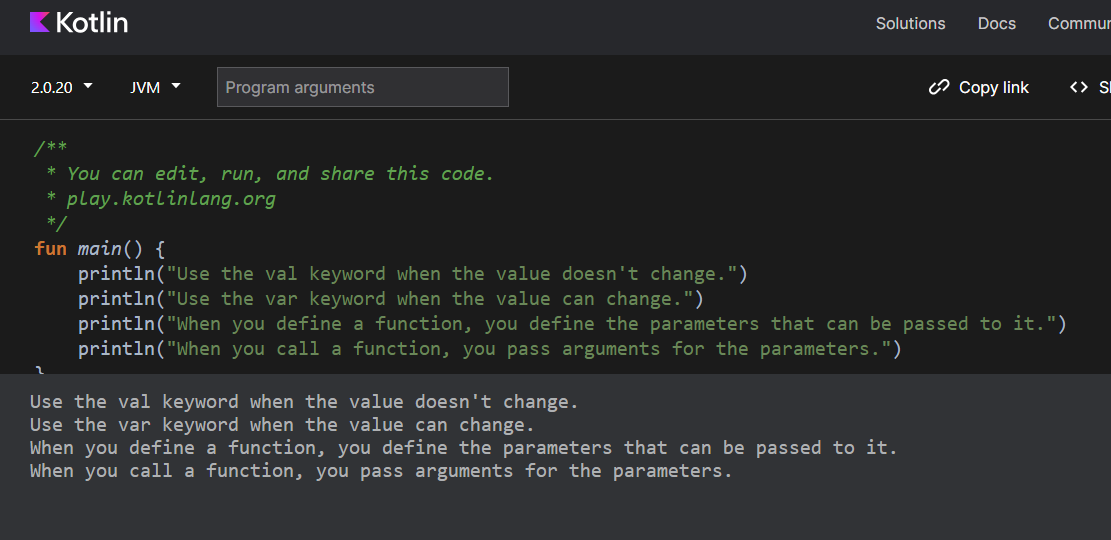 Kotlin
Solutions Docs
2.0.20 JVM Program arguments Copy link
/**
* You can edit, run, and share this code.
* play.kotlinlang.org
*/
fun main() {
println("Use the val keyword when the value doesn't change.")
println("Use the var keyword when the value can change.")
println("When you define a function, you define the parameters that can be passed to it.")
println("When you call a function, you pass arguments for the parameters.")
}
Use the val keyword when the value doesn't change.
Use the var keyword when the value can change.
When you define a function, you define the parameters that can be passed to it.
When you call a function, you pass arguments for the parameters.